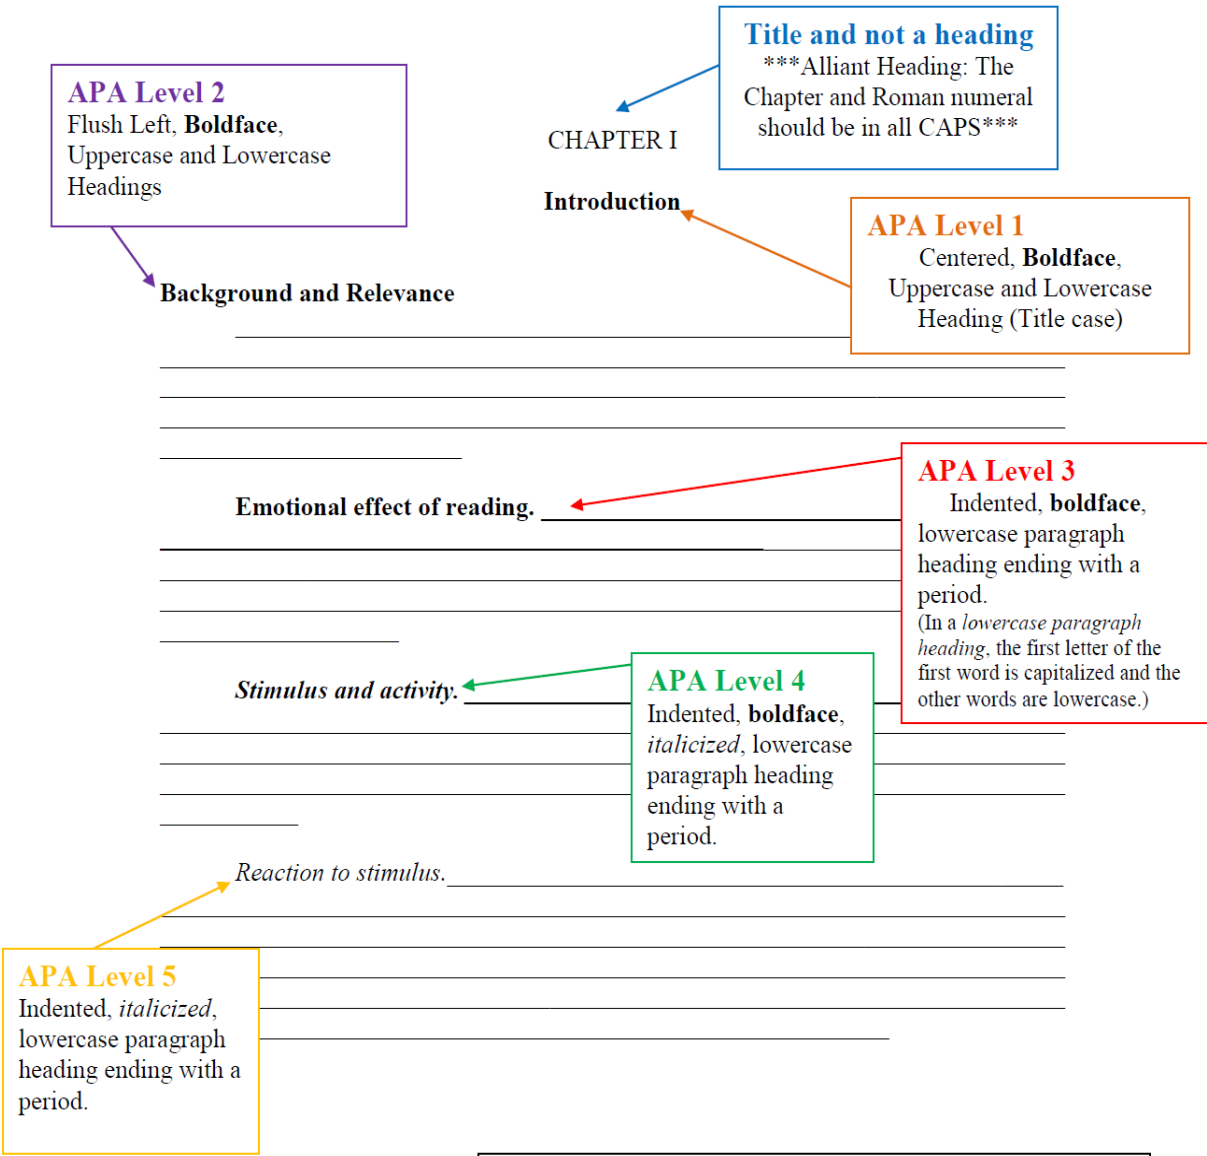 Title and not a heading
***Alliant Heading: The
Chapter and Roman numeral
should be in all CAPS***
APA Level 2
Flush Left, Boldface,
Uppercase and Lowercase
Headings
CHAPTER I
Introduction
APA Level 1
Centered, Boldface,
Uppercase and Lowercase
Heading (Title case)
Background and Relevance
APA Level 3
Indented, boldface,
lowercase paragraph
heading ending with a
period.
(In a lowercase paragraph
heading, the first letter of the
first word is capitalized and the
other words are lowercase.)
Emotional effect of reading.
Stimulus and activity.
APA Level 4
Indented, boldface,
italicized, lowercase
paragraph heading
ending with a
period.
Reaction to stimulus.
APA Level 5
Indented, italicized,
lowercase paragraph
heading ending with a
period.